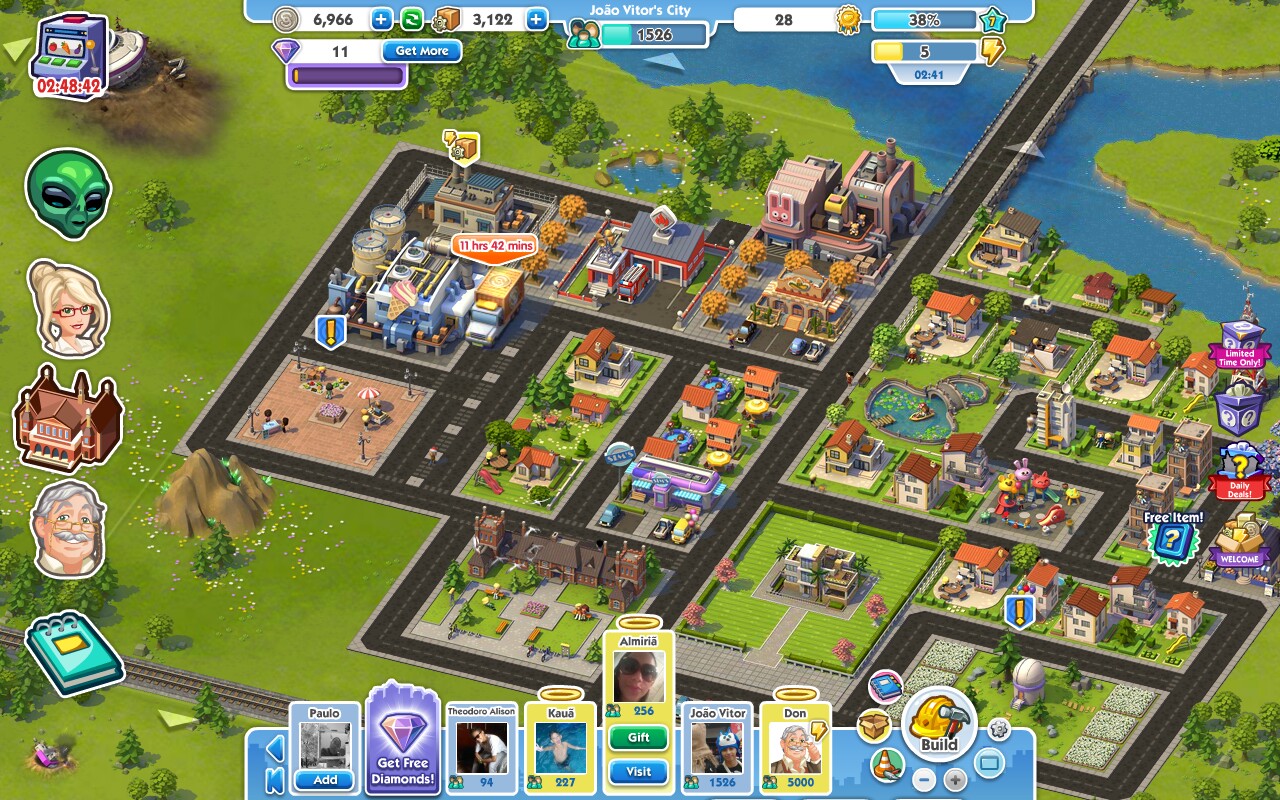 João Vitor's City
6,966
3,122
1526
28
38%
7
11
Get More
5
02:41
02:48:42
11 hrs 42 mins
Limited
Time Only!
Daily
Deals!
Free Item!
WELCOME
Paulo
Add
Get Free
Diamonds!
Theodoro Alison
94
Kauã
227
Almiriã
256
Gift
Visit
João Vitor
1526
Don
5000
Build